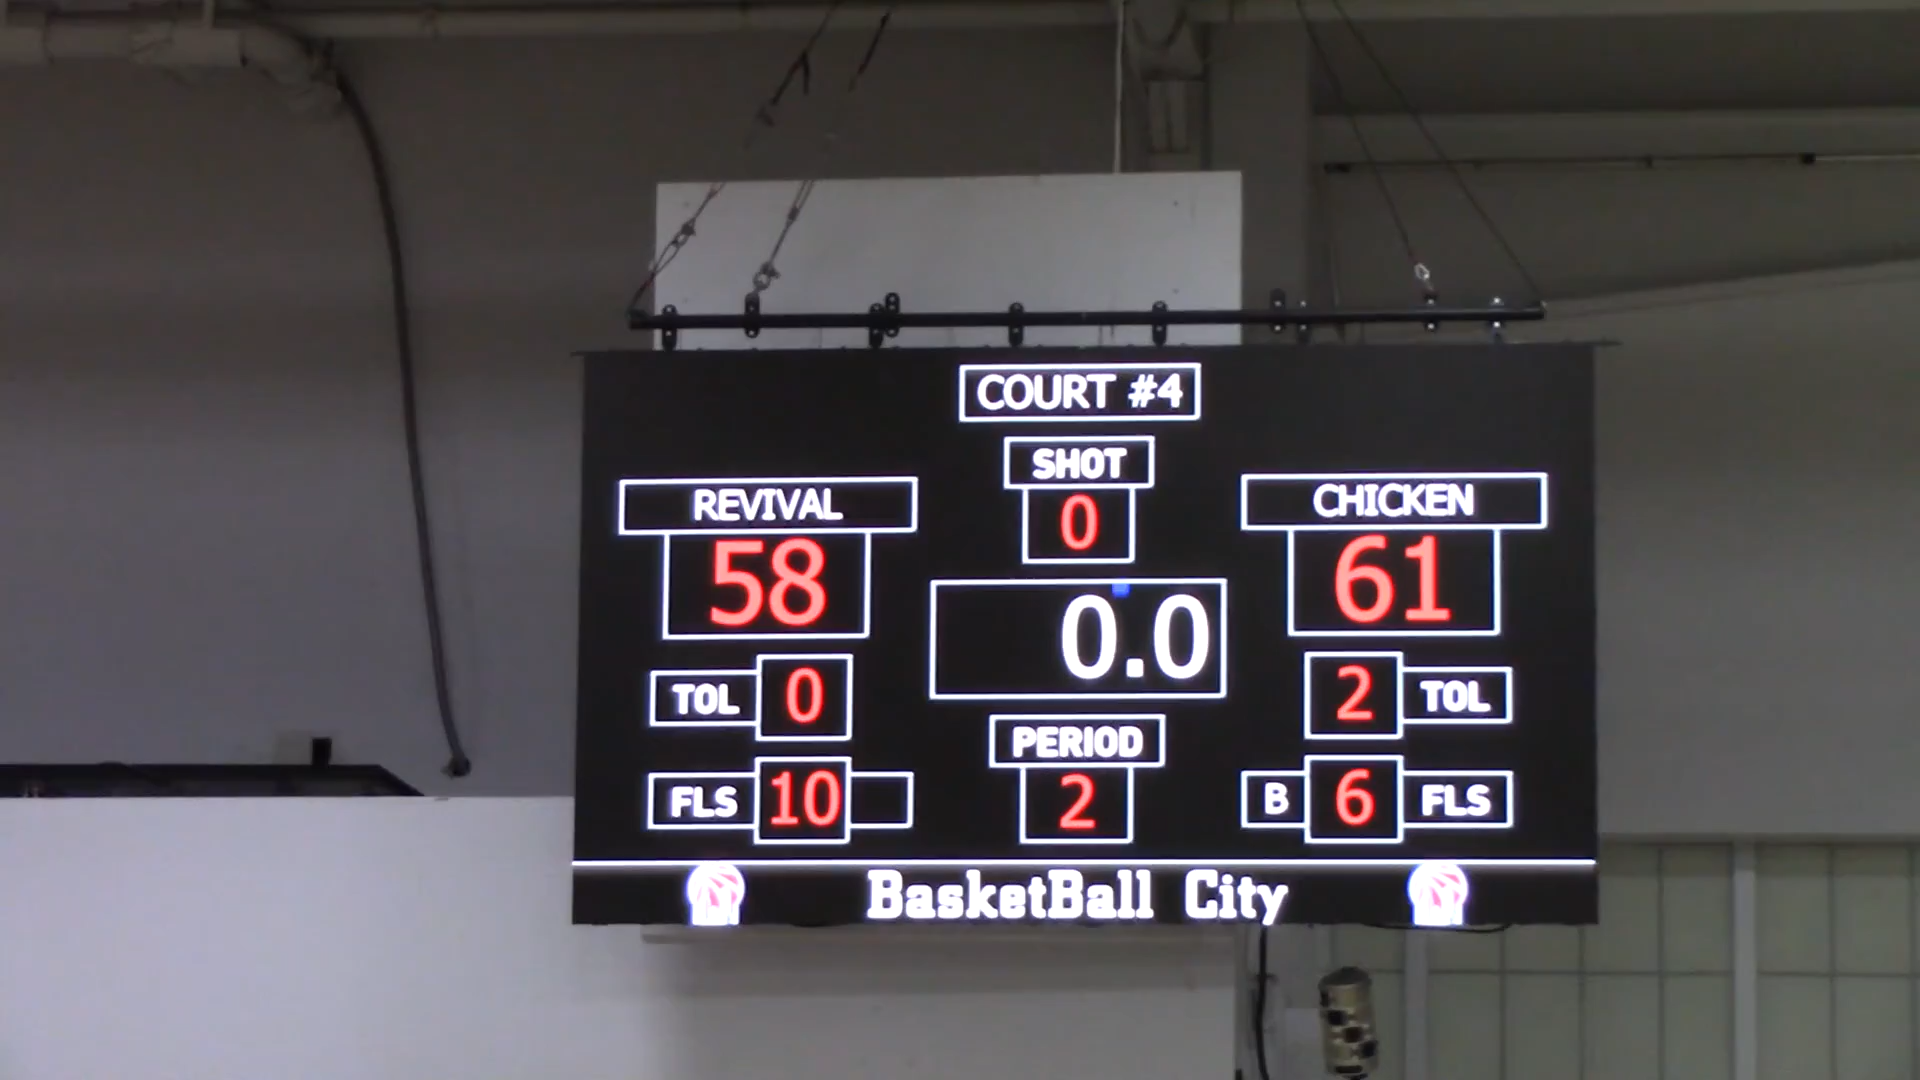 COURT #4
SHOT
0
REVIVAL
58
CHICKEN
61
0.0
TOL 0
2 TOL
PERIOD
2
FLS 10
B 6 FLS
BasketBall City